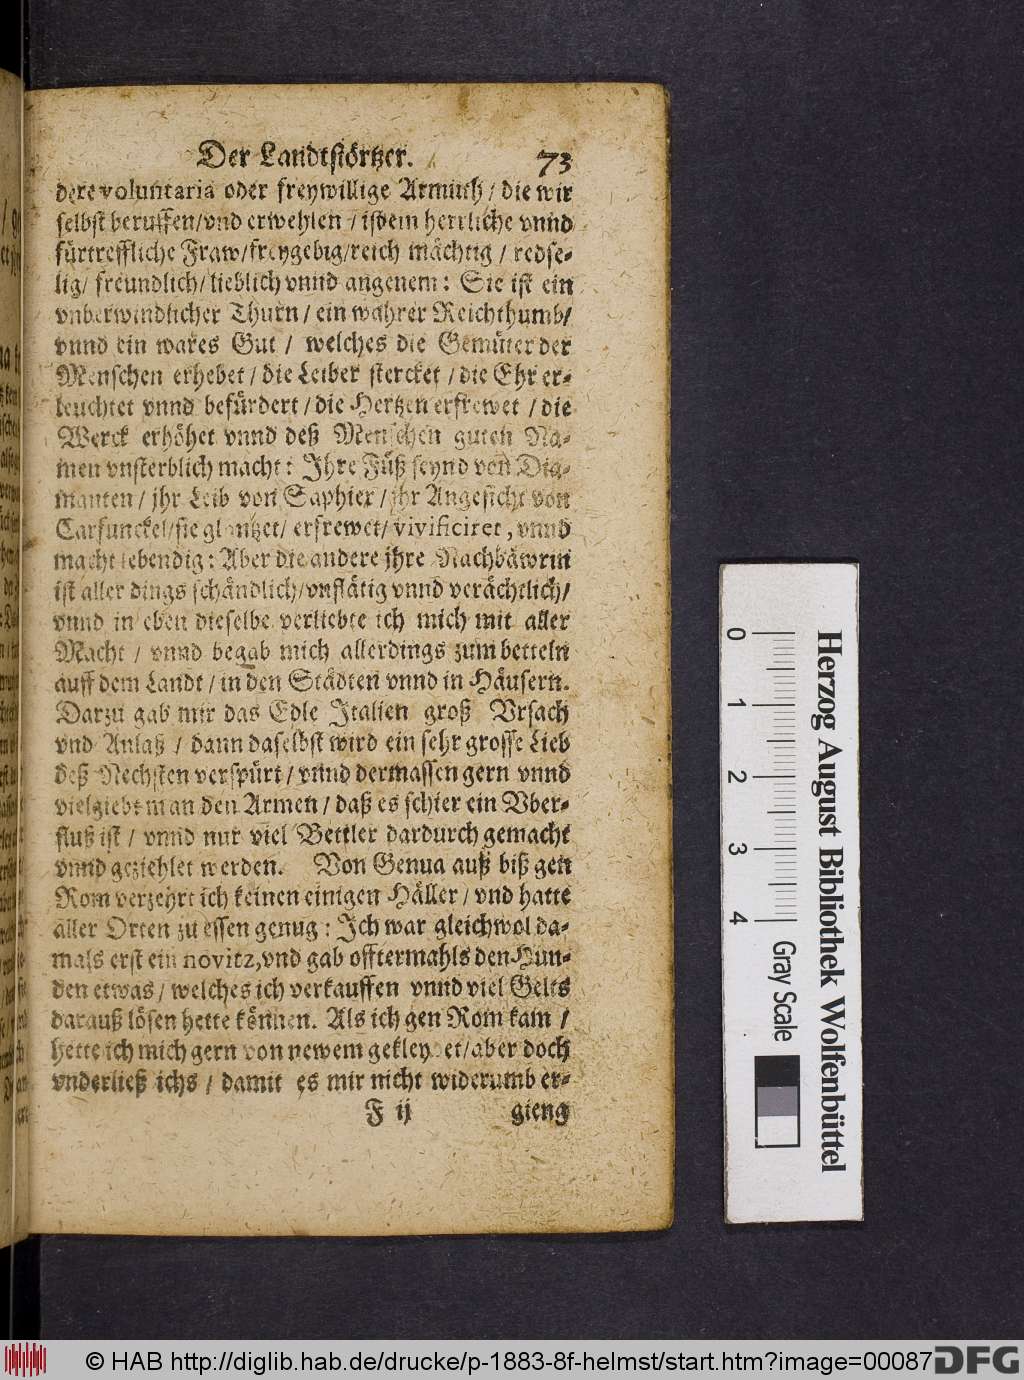 Der Landtstörtzer. 73
dere voluntaria oder freywillige Armuth / die wir
selbst beruffen/vnd erwehlen / ist dem herrliche vnnd
fürtreffliche Fraw/freygebig/reich mächtig / redse-
lig/ freundlich/ lieblich vnnd angenem: Sie ist ein
vnberwindlicher Thurn / ein wahrer Reichthumb/
vnnd ein wares Gut / welches die Gemüter der
Menschen erhebet / die Leiber stercket / die Ehr er-
leuchtet vnnd befürdert / die Hertzen erfrewet / die
Werck erhöhet vnnd deß Menschen guten Na-
men vnsterblich macht: Ihre Füß seynd von Dia-
manten / jhr Leib von Saphier / jhr Angesicht von
Carfunckel/sie glantzet/ erfrewet/ vivificiret, vnnd
macht lebendig: Aber die andere jhre Nachbäwrin
ist aller dings schändlich/vnflätig vnnd verächtlich/
vnnd in eben dieselbe verliebte ich mich mit aller
Macht / vnnd begab mich allerdings zum betteln
auff dem Landt / in den Städten vnnd in Häusern.
Darzu gab mir das Edle Italien groß Vrsach
vnd Anlaß / dann daselbst wird ein sehr grosse Lieb
deß Nechsten verspürt / vnnd dermassen gern vnnd
viel giebt man den Armen / daß es schier ein Vber-
fluß ist / vnnd nur viel Bettler dardurch gemacht
vnnd geziehlet werden. Von Genua auß biß gen
Rom verzeyrt ich keinen einigen Häller / vnd hatte
aller Orten zu essen genug: Ich war gleichwol da-
mals erst ein novitz, vnd gab offtermahls den Hun-
den etwas / welches ich verkauffen vnnd viel Gelts
darauß lösen hette können. Als ich gen Rom kam /
hette ich mich gern von newem gekleydet/aber doch
vnderließ ichs / damit es mir nicht widerumb er-
F ij gieng
0 1 2 3 4
Gray Scale
Herzog August Bibliothek Wolfenbüttel
© HAB http://diglib.hab.de/drucke/p-1883-8f-helmst/start.htm?image=00087
DFG